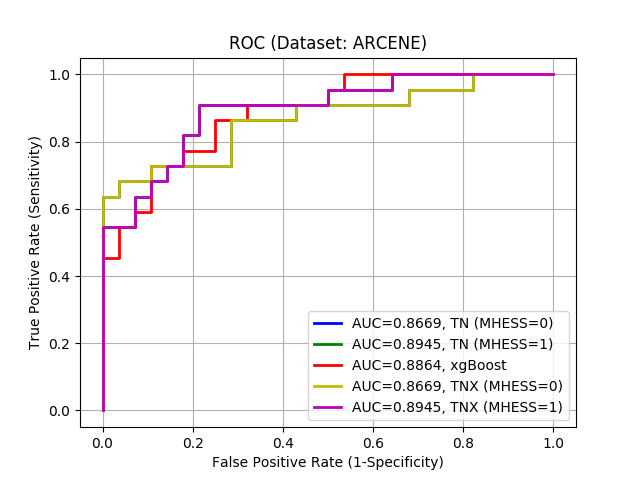 ROC (Dataset: ARCENE)
1.0
0.8
0.6
0.4
0.2
0.0
True Positive Rate (Sensitivity)
AUC=0.8669, TN (MHESS=0)
AUC=0.8945, TN (MHESS=1)
AUC=0.8864, xgBoost
AUC=0.8669, TNX (MHESS=0)
AUC=0.8945, TNX (MHESS=1)
0.0 0.2 0.4 0.6 0.8 1.0
False Positive Rate (1-Specificity)